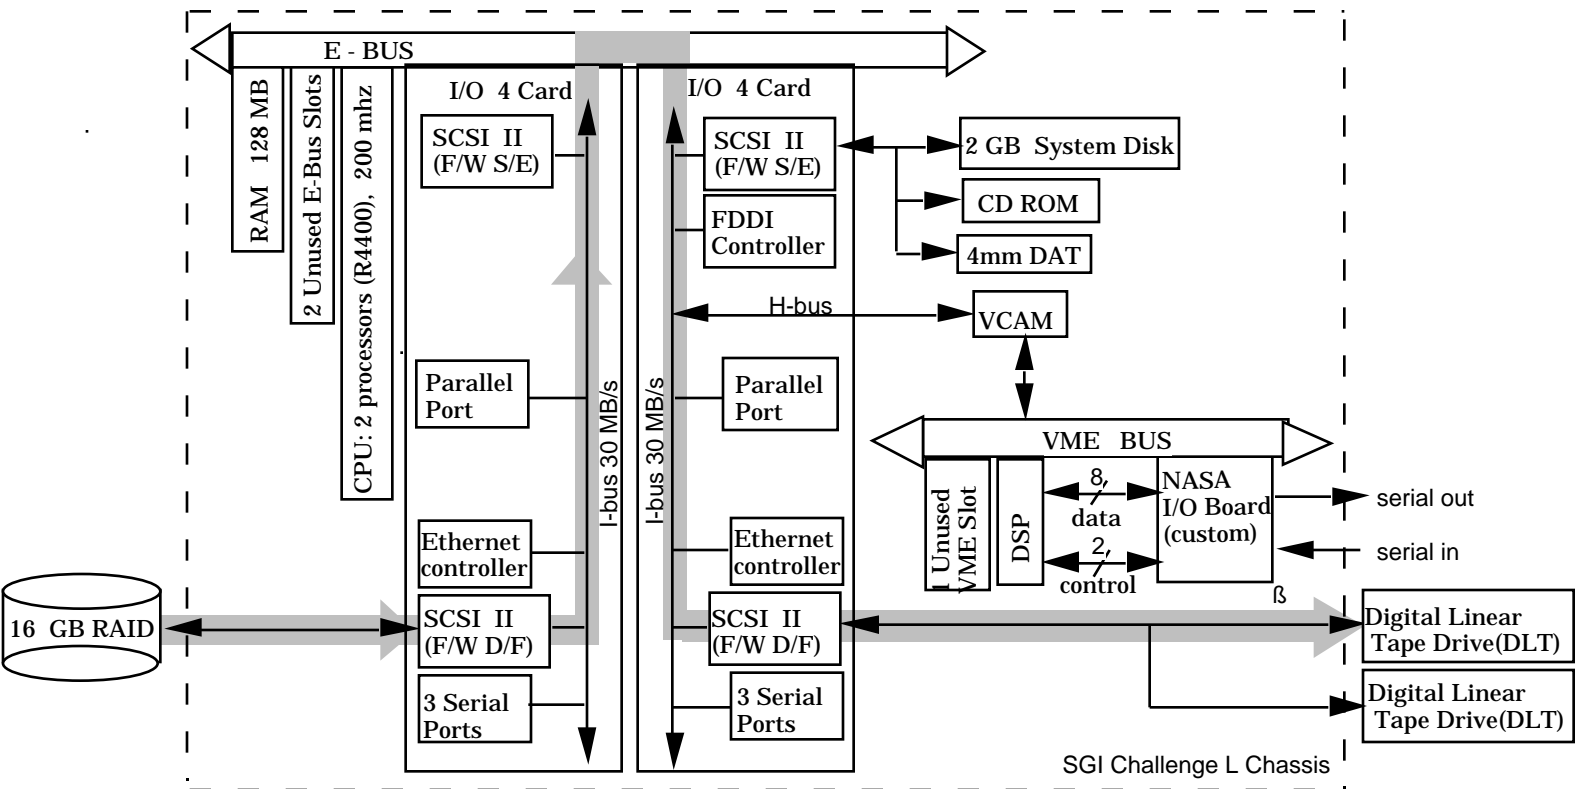 E - BUS
RAM 128 MB
2 Unused E-Bus Slots
CPU: 2 processors (R4400), 200 mhz
I/O 4 Card
SCSI II
(F/W S/E)
Parallel
Port
Ethernet
controller
SCSI II
(F/W D/F)
3 Serial
Ports
I-bus 30 MB/s
16 GB RAID
I/O 4 Card
SCSI II
(F/W S/E)
FDDI
Controller
H-bus
Parallel
Port
I-bus 30 MB/s
Ethernet
controller
SCSI II
(F/W D/F)
3 Serial
Ports
2 GB System Disk
CD ROM
4mm DAT
VCAM
VME BUS
1 Unused
VME Slot
DSP
8
data
2
control
NASA
I/O Board
(custom)
serial out
serial in
ß
Digital Linear
Tape Drive(DLT)
Digital Linear
Tape Drive(DLT)
SGI Challenge L Chassis